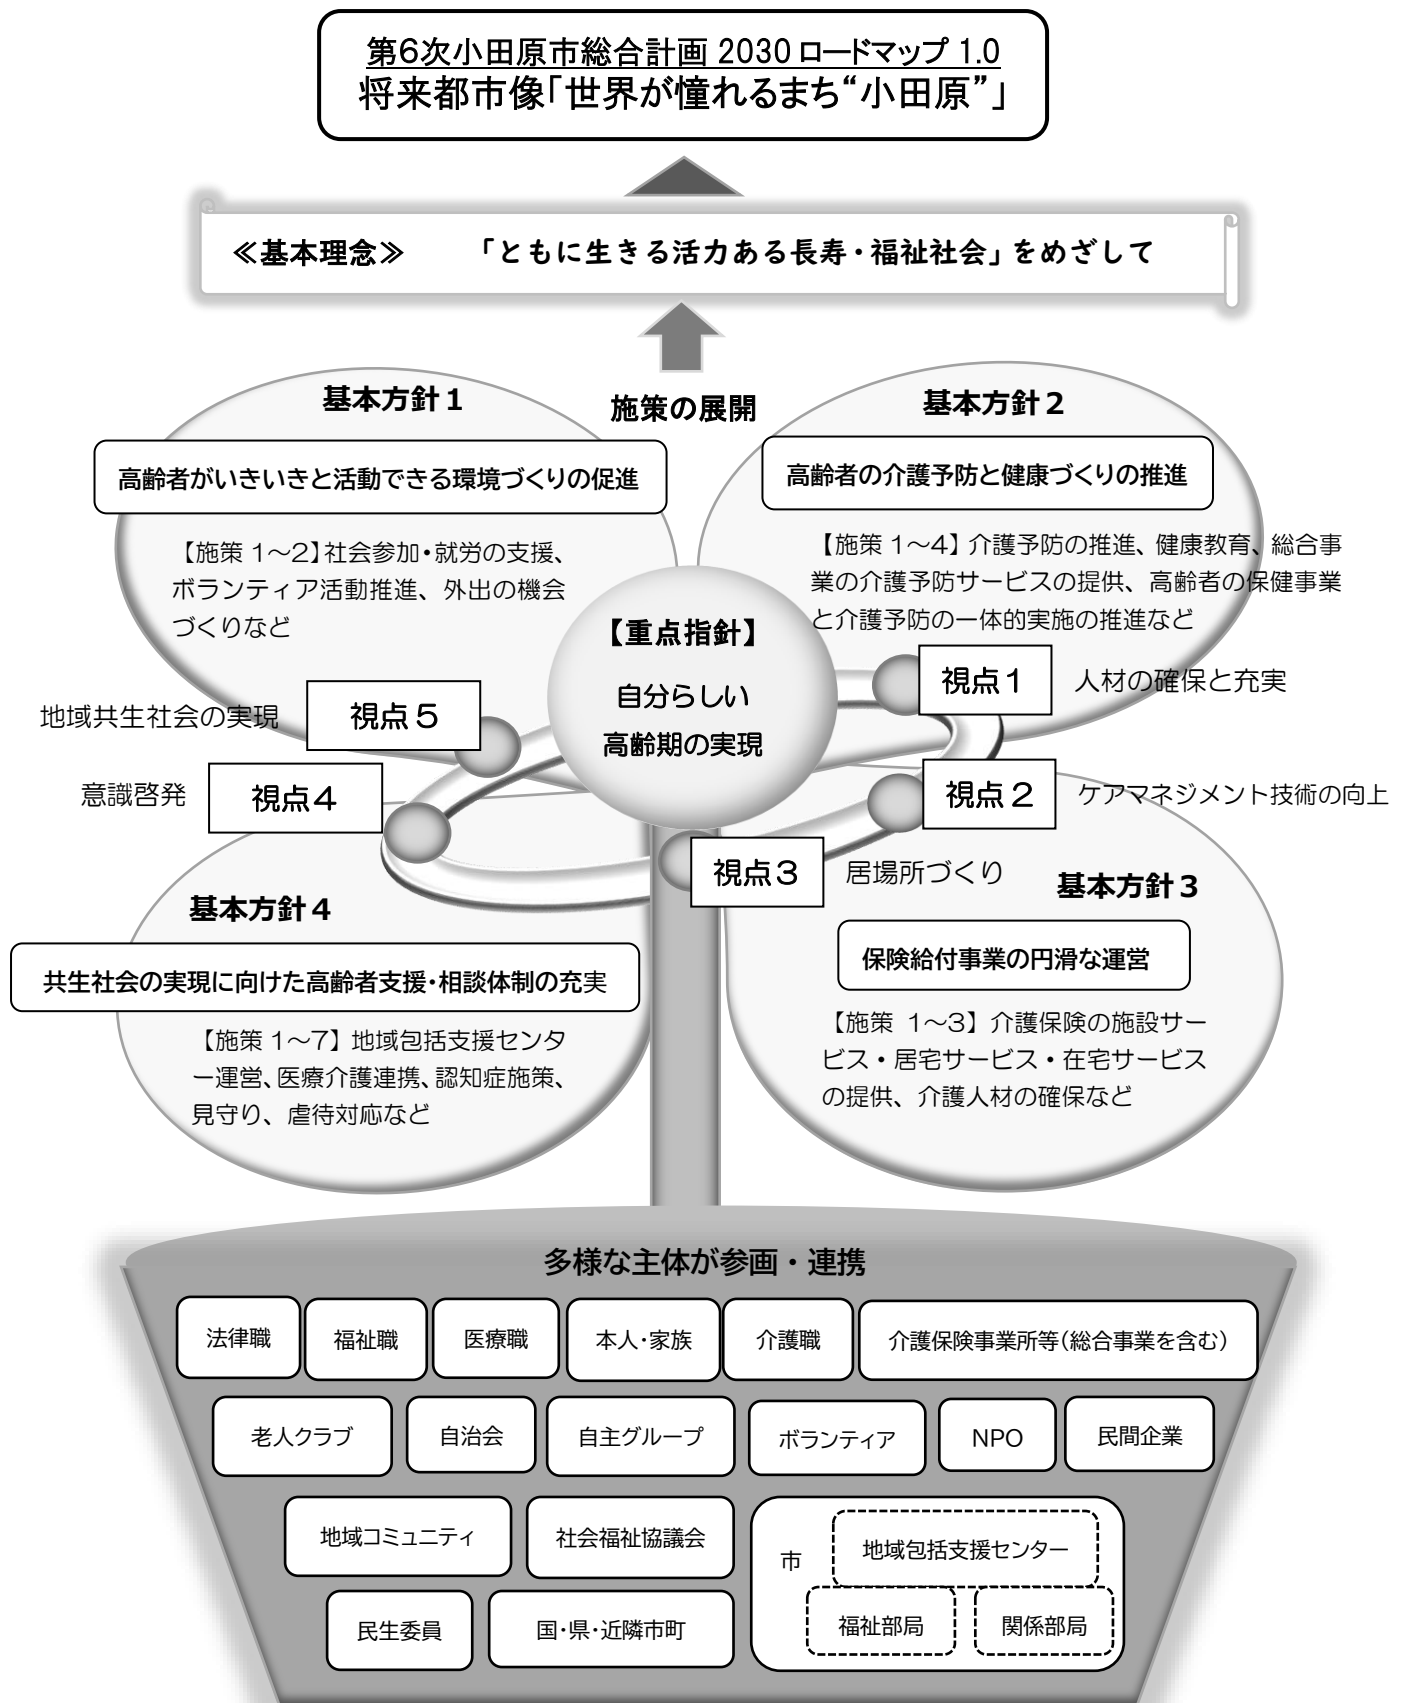 第6次小田原市総合計画 2030 ロードマップ 1.0
将来都市像「世界が憧れるまち“小田原”」
≪基本理念≫　「ともに生きる活力ある長寿・福祉社会」をめざして
施策の展開
基本方針１
高齢者がいきいきと活動できる環境づくりの促進
【施策 1～2】社会参加・就労の支援、
ボランティア活動推進、外出の機会
づくりなど
基本方針２
高齢者の介護予防と健康づくりの推進
【施策 1～4】介護予防の推進、健康教育、総合事
業の介護予防サービスの提供、高齢者の保健事業
と介護予防の一体的実施の推進など
【重点指針】
自分らしい
高齢期の実現
視点１
人材の確保と充実
視点２
ケアマネジメント技術の向上
視点３
居場所づくり
視点４
意識啓発
視点５
地域共生社会の実現
基本方針３
保険給付事業の円滑な運営
【施策 1～3】介護保険の施設サー
ビス・居宅サービス・在宅サービス
の提供、介護人材の確保など
基本方針４
共生社会の実現に向けた高齢者支援・相談体制の充実
【施策 1～7】地域包括支援センタ
ー運営、医療介護連携、認知症施策、
見守り、虐待対応など
多様な主体が参画・連携
法律職
福祉職
医療職
本人・家族
介護職
介護保険事業所等（総合事業を含む）
老人クラブ
自治会
自主グループ
ボランティア
NPO
民間企業
地域コミュニティ
社会福祉協議会
市
地域包括支援センター
福祉部局
関係部局
民生委員
国・県・近隣市町